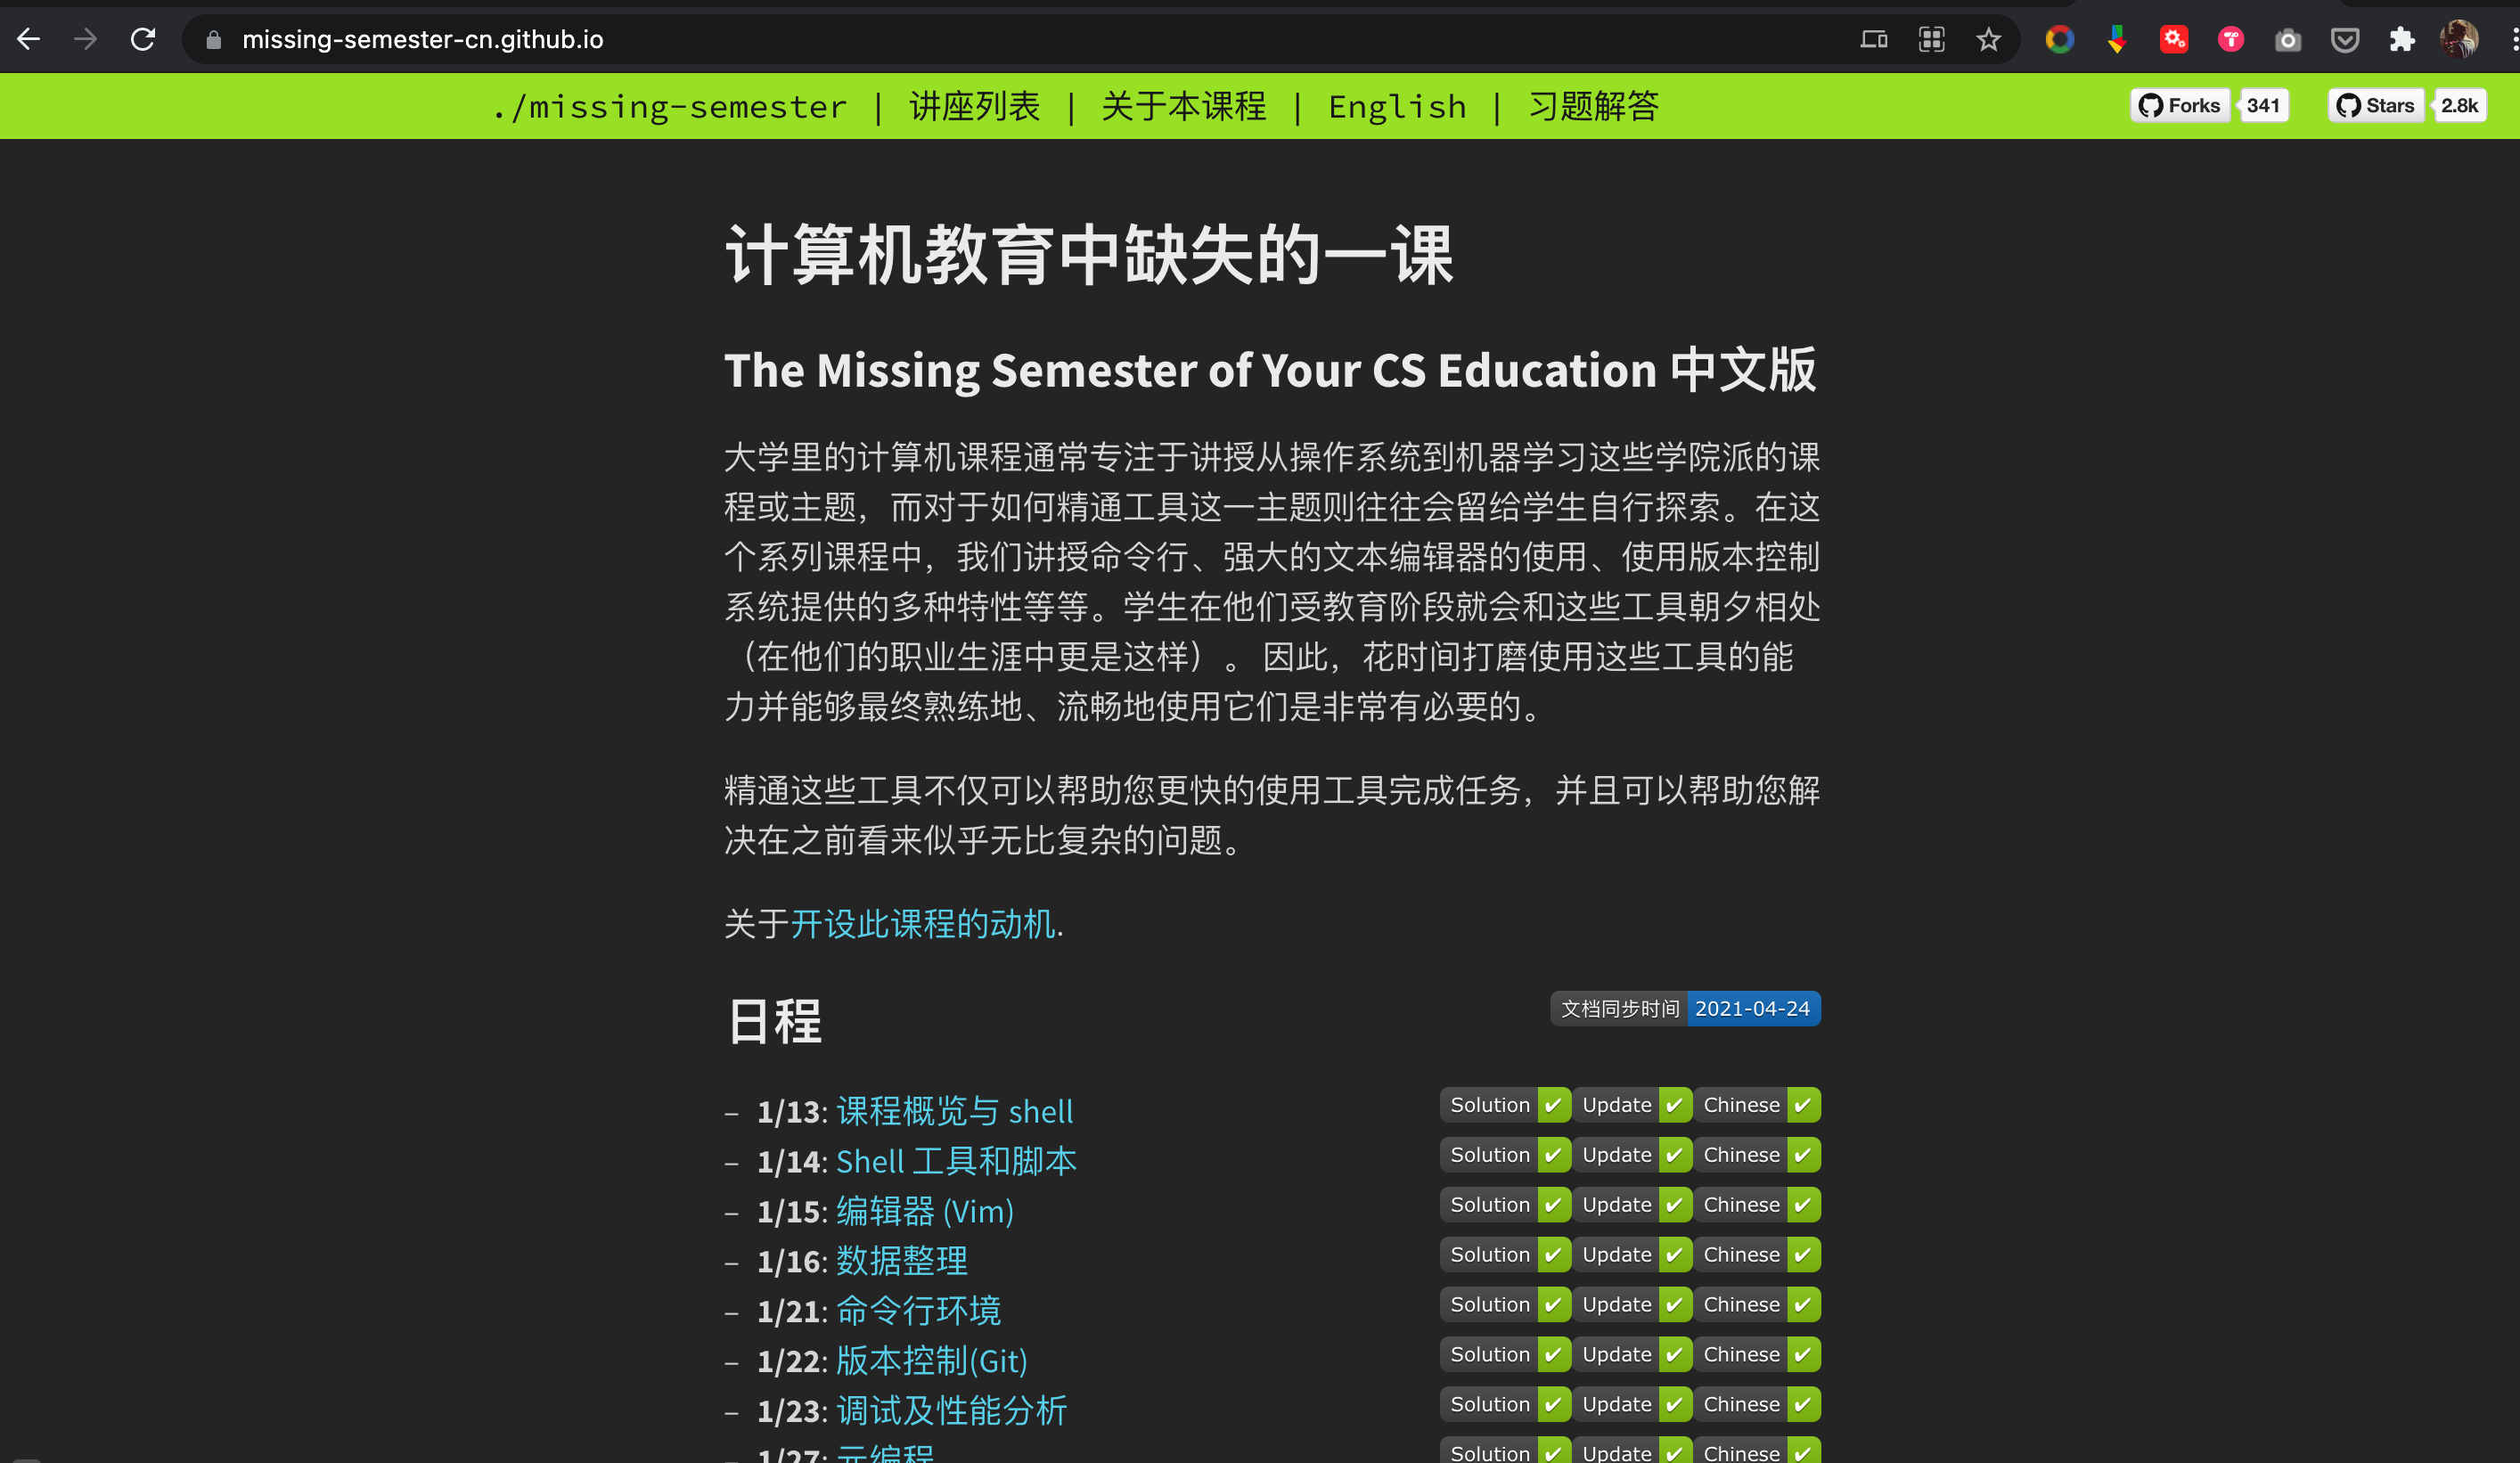 missing-semester-cn.github.io
./missing-semester | 讲座列表 | 关于本课程 | English | 习题解答
Forks 341 Stars 2.8k
计算机教育中缺失的一课
The Missing Semester of Your CS Education 中文版
大学里的计算机课程通常专注于讲授从操作系统到机器学习这些学院派的课
程或主题，而对于如何精通工具这一主题则往往会留给学生自行探索。在这
个系列课程中，我们讲授命令行、强大的文本编辑器的使用、使用版本控制
系统提供的多种特性等等。学生在他们受教育阶段就会和这些工具朝夕相处
（在他们的职业生涯中更是这样）。 因此，花时间打磨使用这些工具的能
力并能够最终熟练地、流畅地使用它们是非常有必要的。
精通这些工具不仅可以帮助您更快的使用工具完成任务，并且可以帮助您解
决在之前看来似乎无比复杂的问题。
关于开设此课程的动机.
日程 文档同步时间 2021-04-24
– 1/13: 课程概览与 shell Solution ✔ Update ✔ Chinese ✔
– 1/14: Shell 工具和脚本 Solution ✔ Update ✔ Chinese ✔
– 1/15: 编辑器 (Vim) Solution ✔ Update ✔ Chinese ✔
– 1/16: 数据整理 Solution ✔ Update ✔ Chinese ✔
– 1/21: 命令行环境 Solution ✔ Update ✔ Chinese ✔
– 1/22: 版本控制(Git) Solution ✔ Update ✔ Chinese ✔
– 1/23: 调试及性能分析 Solution ✔ Update ✔ Chinese ✔
– 1/27: 元编程 Solution ✔ Update ✔ Chinese ✔